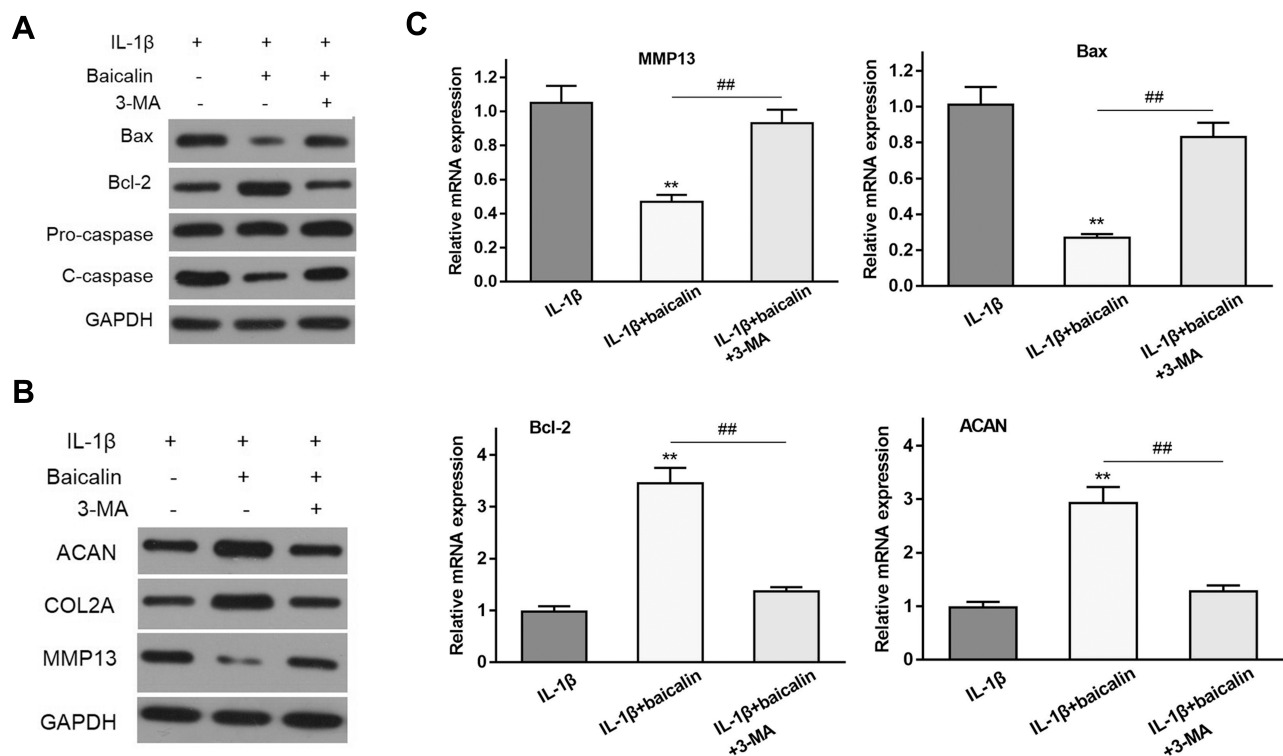 A
IL-1β + + +
Baicalin - + +
3-MA - - +
Bax
Bcl-2
Pro-caspase
C-caspase
GAPDH
B
IL-1β + + +
Baicalin - + +
3-MA - - +
ACAN
COL2A
MMP13
GAPDH
C
MMP13
Relative mRNA expression
1.2
1.0
0.8
0.6
0.4
0.2
0.0
**
##
IL-1β
IL-1β+baicalin
IL-1β+baicalin
+3-MA
Bax
Relative mRNA expression
1.2
1.0
0.8
0.6
0.4
0.2
0.0
**
##
IL-1β
IL-1β+baicalin
IL-1β+baicalin
+3-MA
Bcl-2
Relative mRNA expression
4
3
2
1
0
**
##
IL-1β
IL-1β+baicalin
IL-1β+baicalin
+3-MA
ACAN
Relative mRNA expression
4
3
2
1
0
**
##
IL-1β
IL-1β+baicalin
IL-1β+baicalin
+3-MA